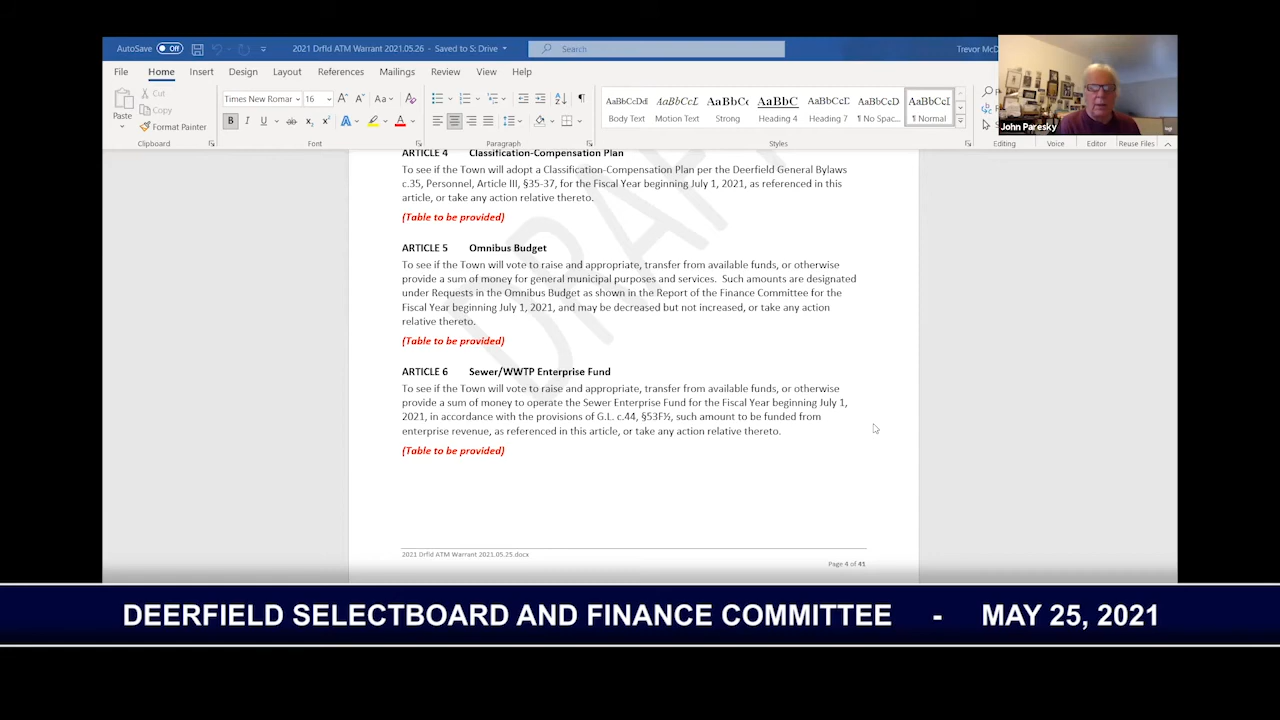 AutoSave Off 2021 Drfld ATM Warrant 2021.05.26 - Saved to S: Drive Search Trevor McD
File Home Insert Design Layout References Mailings Review View Help
Cut
Copy
Paste Format Painter
Times New Roman 16
Aa
AaBbCcDd AaBbCcL AaBbCc AaBbC AaBbCcI AaBbCcD AaBbCcI
Body Text Motion Text Strong Heading 4 Heading 7 ¶ No Spac... ¶ Normal
John Paresky
Clipboard Font Paragraph Styles Editing Voice Editor Reuse Files
DRAFT
ARTICLE 4 Classification-Compensation Plan
To see if the Town will adopt a Classification-Compensation Plan per the Deerfield General Bylaws
c.35, Personnel, Article III, §35-37, for the Fiscal Year beginning July 1, 2021, as referenced in this
article, or take any action relative thereto.
(Table to be provided)
ARTICLE 5 Omnibus Budget
To see if the Town will vote to raise and appropriate, transfer from available funds, or otherwise
provide a sum of money for general municipal purposes and services. Such amounts are designated
under Requests in the Omnibus Budget as shown in the Report of the Finance Committee for the
Fiscal Year beginning July 1, 2021, and may be decreased but not increased, or take any action
relative thereto.
(Table to be provided)
ARTICLE 6 Sewer/WWTP Enterprise Fund
To see if the Town will vote to raise and appropriate, transfer from available funds, or otherwise
provide a sum of money to operate the Sewer Enterprise Fund for the Fiscal Year beginning July 1,
2021, in accordance with the provisions of G.L. c.44, §53F½, such amount to be funded from
enterprise revenue, as referenced in this article, or take any action relative thereto.
(Table to be provided)
2021 Drfld ATM Warrant 2021.05.25.docx
Page 4 of 41
DEERFIELD SELECTBOARD AND FINANCE COMMITTEE - MAY 25, 2021